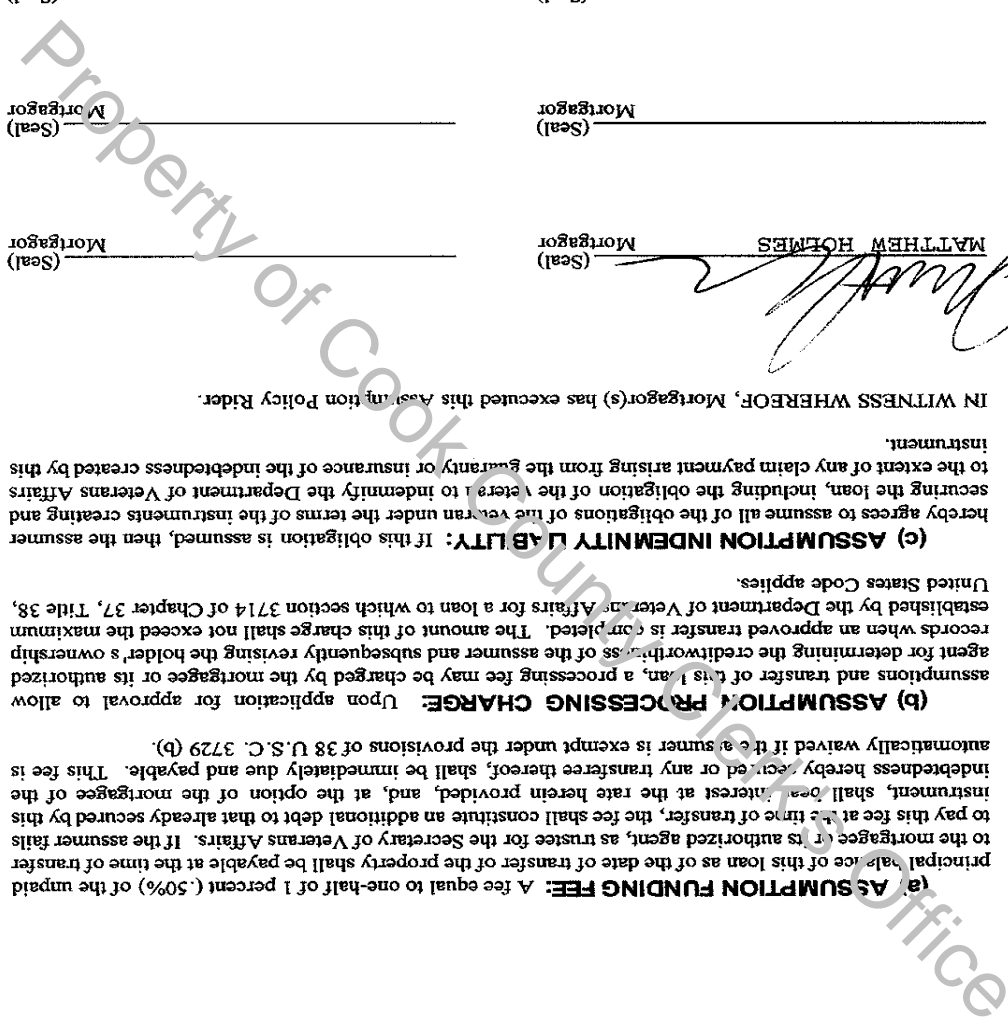 (a) ASSUMPTION FUNDING FEE: A fee equal to one-half of 1 percent (.50%) of the unpaid
principal balance of this loan as of the date of transfer of the property shall be payable at the time of transfer
to the mortgagee or its authorized agent, as trustee for the Secretary of Veterans Affairs. If the assumer fails
to pay this fee at the time of transfer, the fee shall constitute an additional debt to that already secured by this
instrument, shall bear interest at the rate herein provided, and, at the option of the mortgagee of the
indebtedness hereby secured or any transferee thereof, shall be immediately due and payable. This fee is
automatically waived if the assumer is exempt under the provisions of 38 U.S.C. 3729 (b).
(b) ASSUMPTION PROCESSING CHARGE: Upon application for approval to allow
assumptions and transfer of this loan, a processing fee may be charged by the mortgagee or its authorized
agent for determining the creditworthiness of the assumer and subsequently revising the holder's ownership
records when an approved transfer is completed. The amount of this charge shall not exceed the maximum
established by the Department of Veterans Affairs for a loan to which section 3714 of Chapter 37, Title 38,
United States Code applies.
(c) ASSUMPTION INDEMNITY LIABILITY: If this obligation is assumed, then the assumer
hereby agrees to assume all of the obligations of the veteran under the terms of the instruments creating and
securing the loan, including the obligation of the veteran to indemnify the Department of Veterans Affairs
to the extent of any claim payment arising from the guaranty or insurance of the indebtedness created by this
instrument.
IN WITNESS WHEREOF, Mortgagor(s) has executed this Assumption Policy Rider.
(Seal)
MATTHEW HOLMES Mortgagor
(Seal)
Mortgagor
(Seal)
Mortgagor
(Seal)
Mortgagor
Property of Cook County Clerk's Office